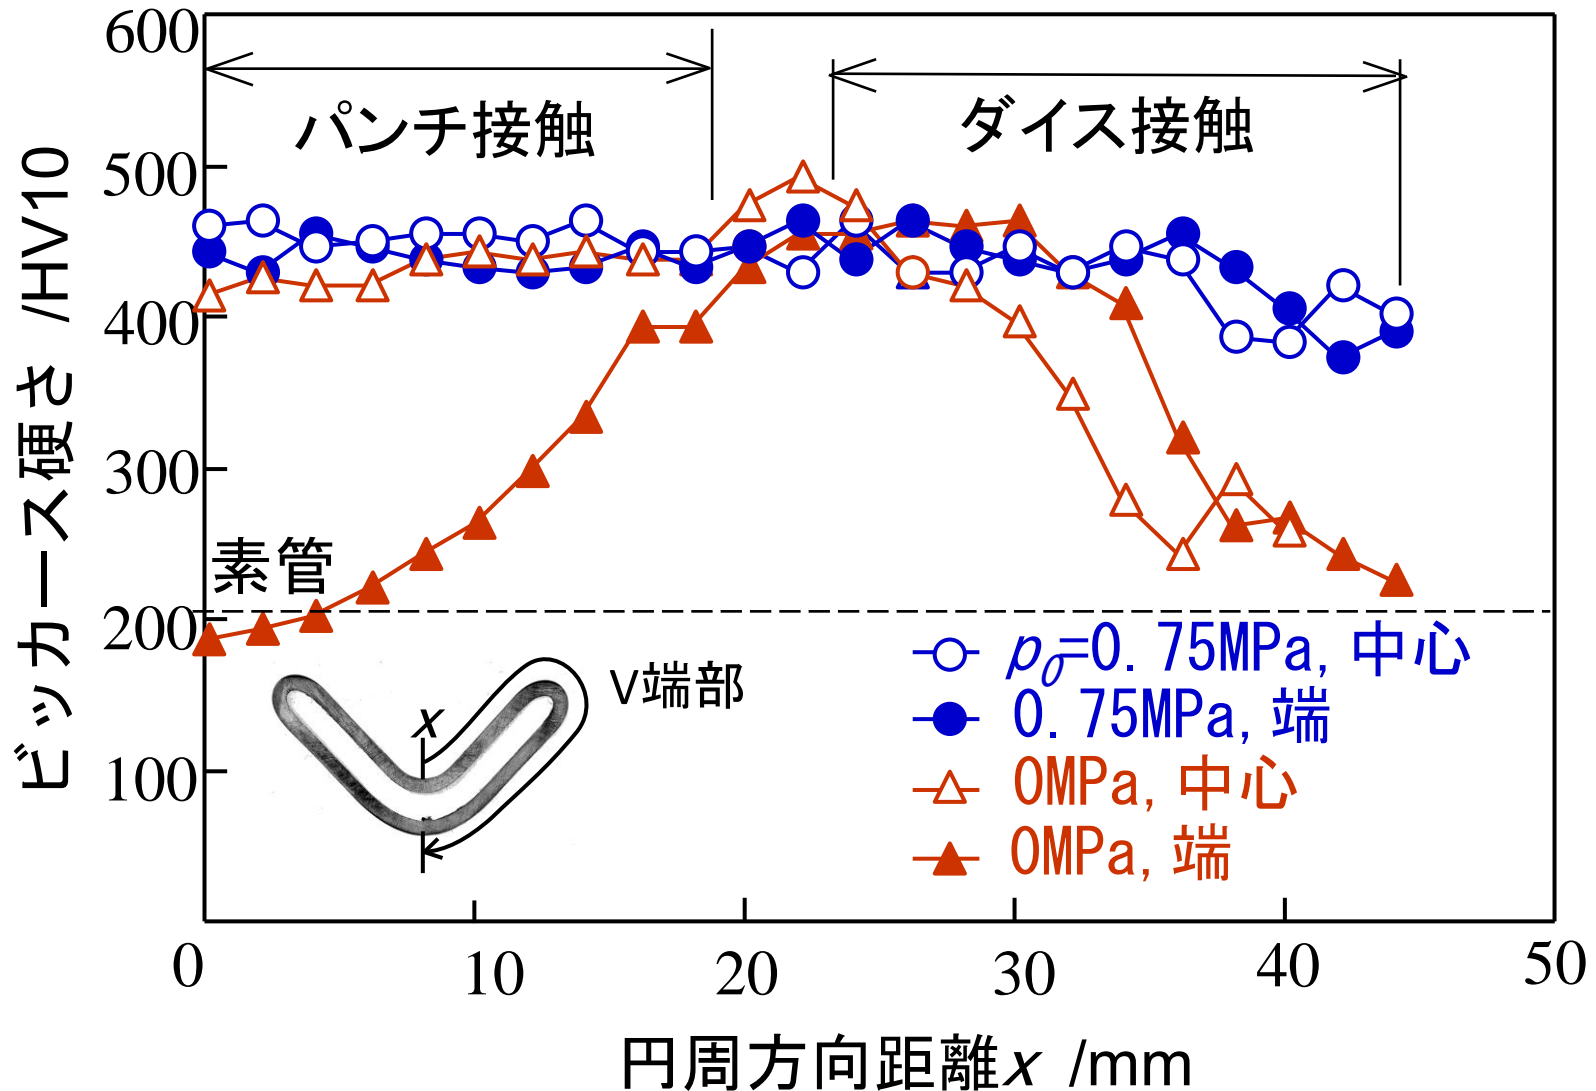 600
500
400
300
200
100
ビッカース硬さ /HV10
パンチ接触
ダイス接触
素管
x
V端部
p0=0.75MPa, 中心
0.75MPa, 端
0MPa, 中心
0MPa, 端
0
10
20
30
40
50
円周方向距離x /mm